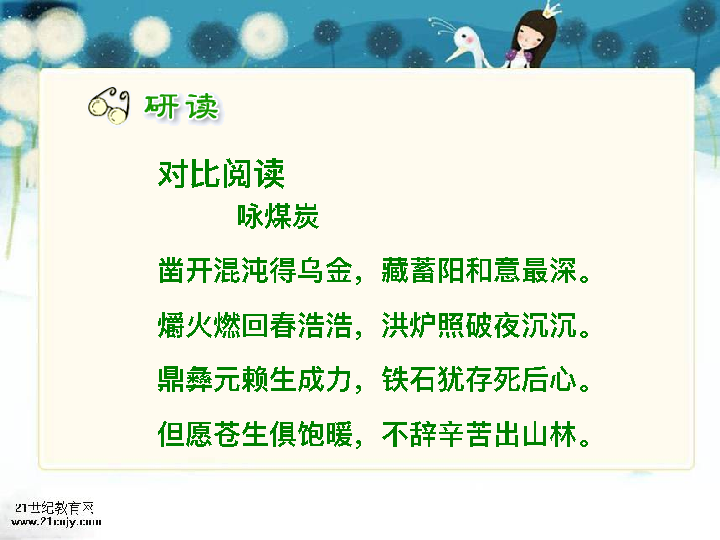 研读
对比阅读
咏煤炭
凿开混沌得乌金，藏蓄阳和意最深。
爝火燃回春浩浩，洪炉照破夜沉沉。
鼎彝元赖生成力，铁石犹存死后心。
但愿苍生俱饱暖，不辞辛苦出山林。
21世纪教育网
www.21cnjy.com